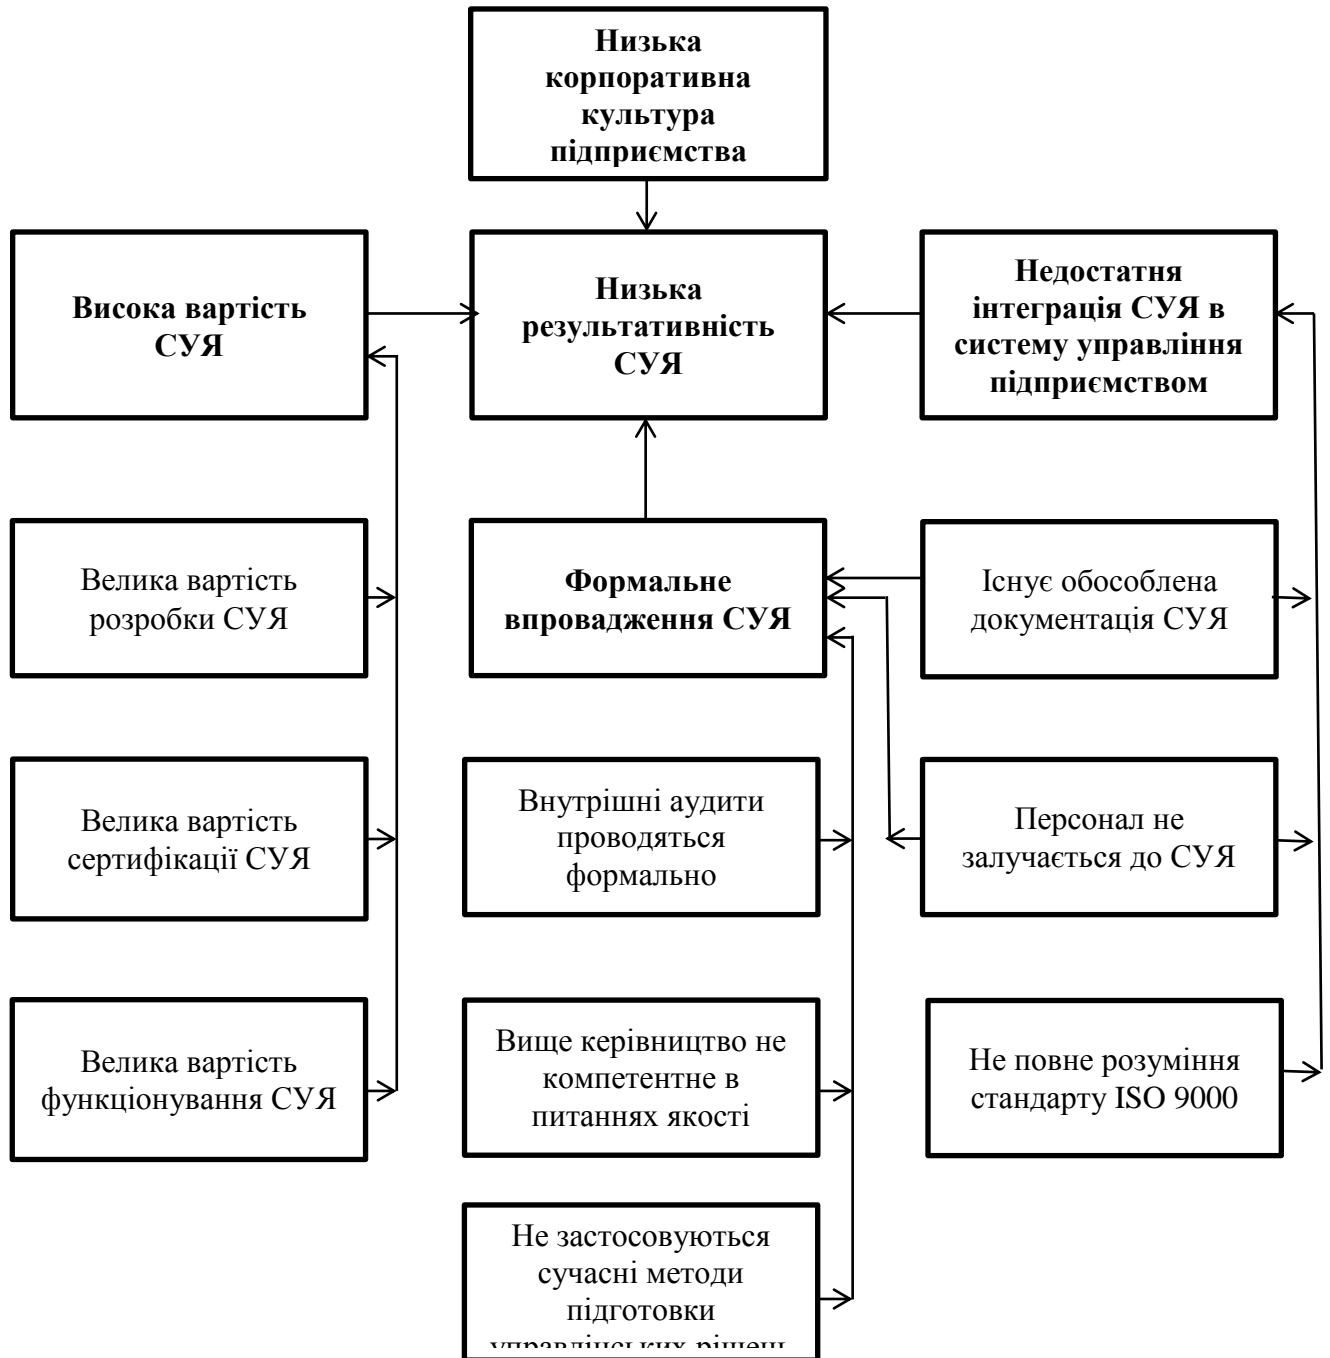 Низька
корпоративна
культура
підприємства
Висока вартість
СУЯ
Низька
результативність
СУЯ
Недостатня
інтеграція СУЯ в
систему управління
підприємством
Велика вартість
розробки СУЯ
Формальне
впровадження СУЯ
Існує обособлена
документація СУЯ
Велика вартість
сертифікації СУЯ
Внутрішні аудити
проводяться
формально
Персонал не
залучається до СУЯ
Велика вартість
функціонування СУЯ
Вище керівництво не
компетентне в
питаннях якості
Не повне розуміння
стандарту ISO 9000
Не застосовуються
сучасні методи
підготовки
управлінських рішень